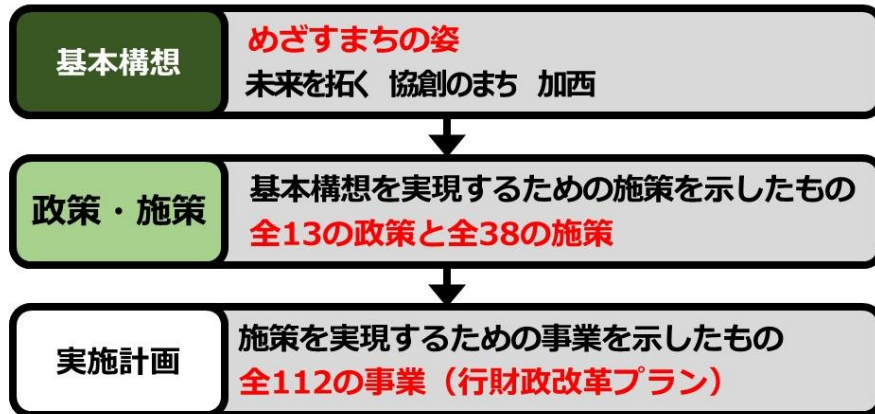 基本構想
めざすまちの姿
未来を拓く 協創のまち 加西
政策・施策
基本構想を実現するための施策を示したもの
全13の政策と全38の施策
実施計画
施策を実現するための事業を示したもの
全112の事業（行財政改革プラン）